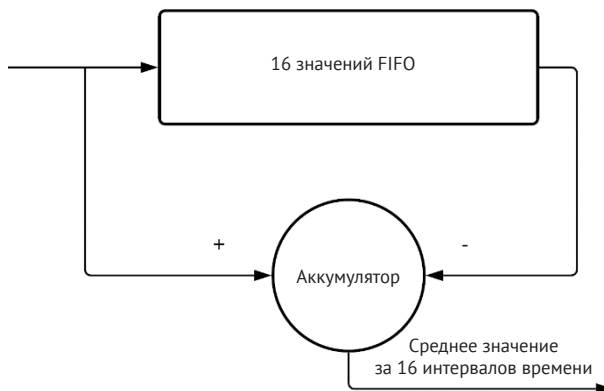 16 значений FIFO
+
-
Аккумулятор
Среднее значение
за 16 интервалов времени